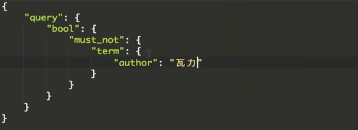 {
    "query": {
        "bool": {
            "must_not": {
                "term": {
                    "author": "瓦力"
                }
            }
        }
    }
}